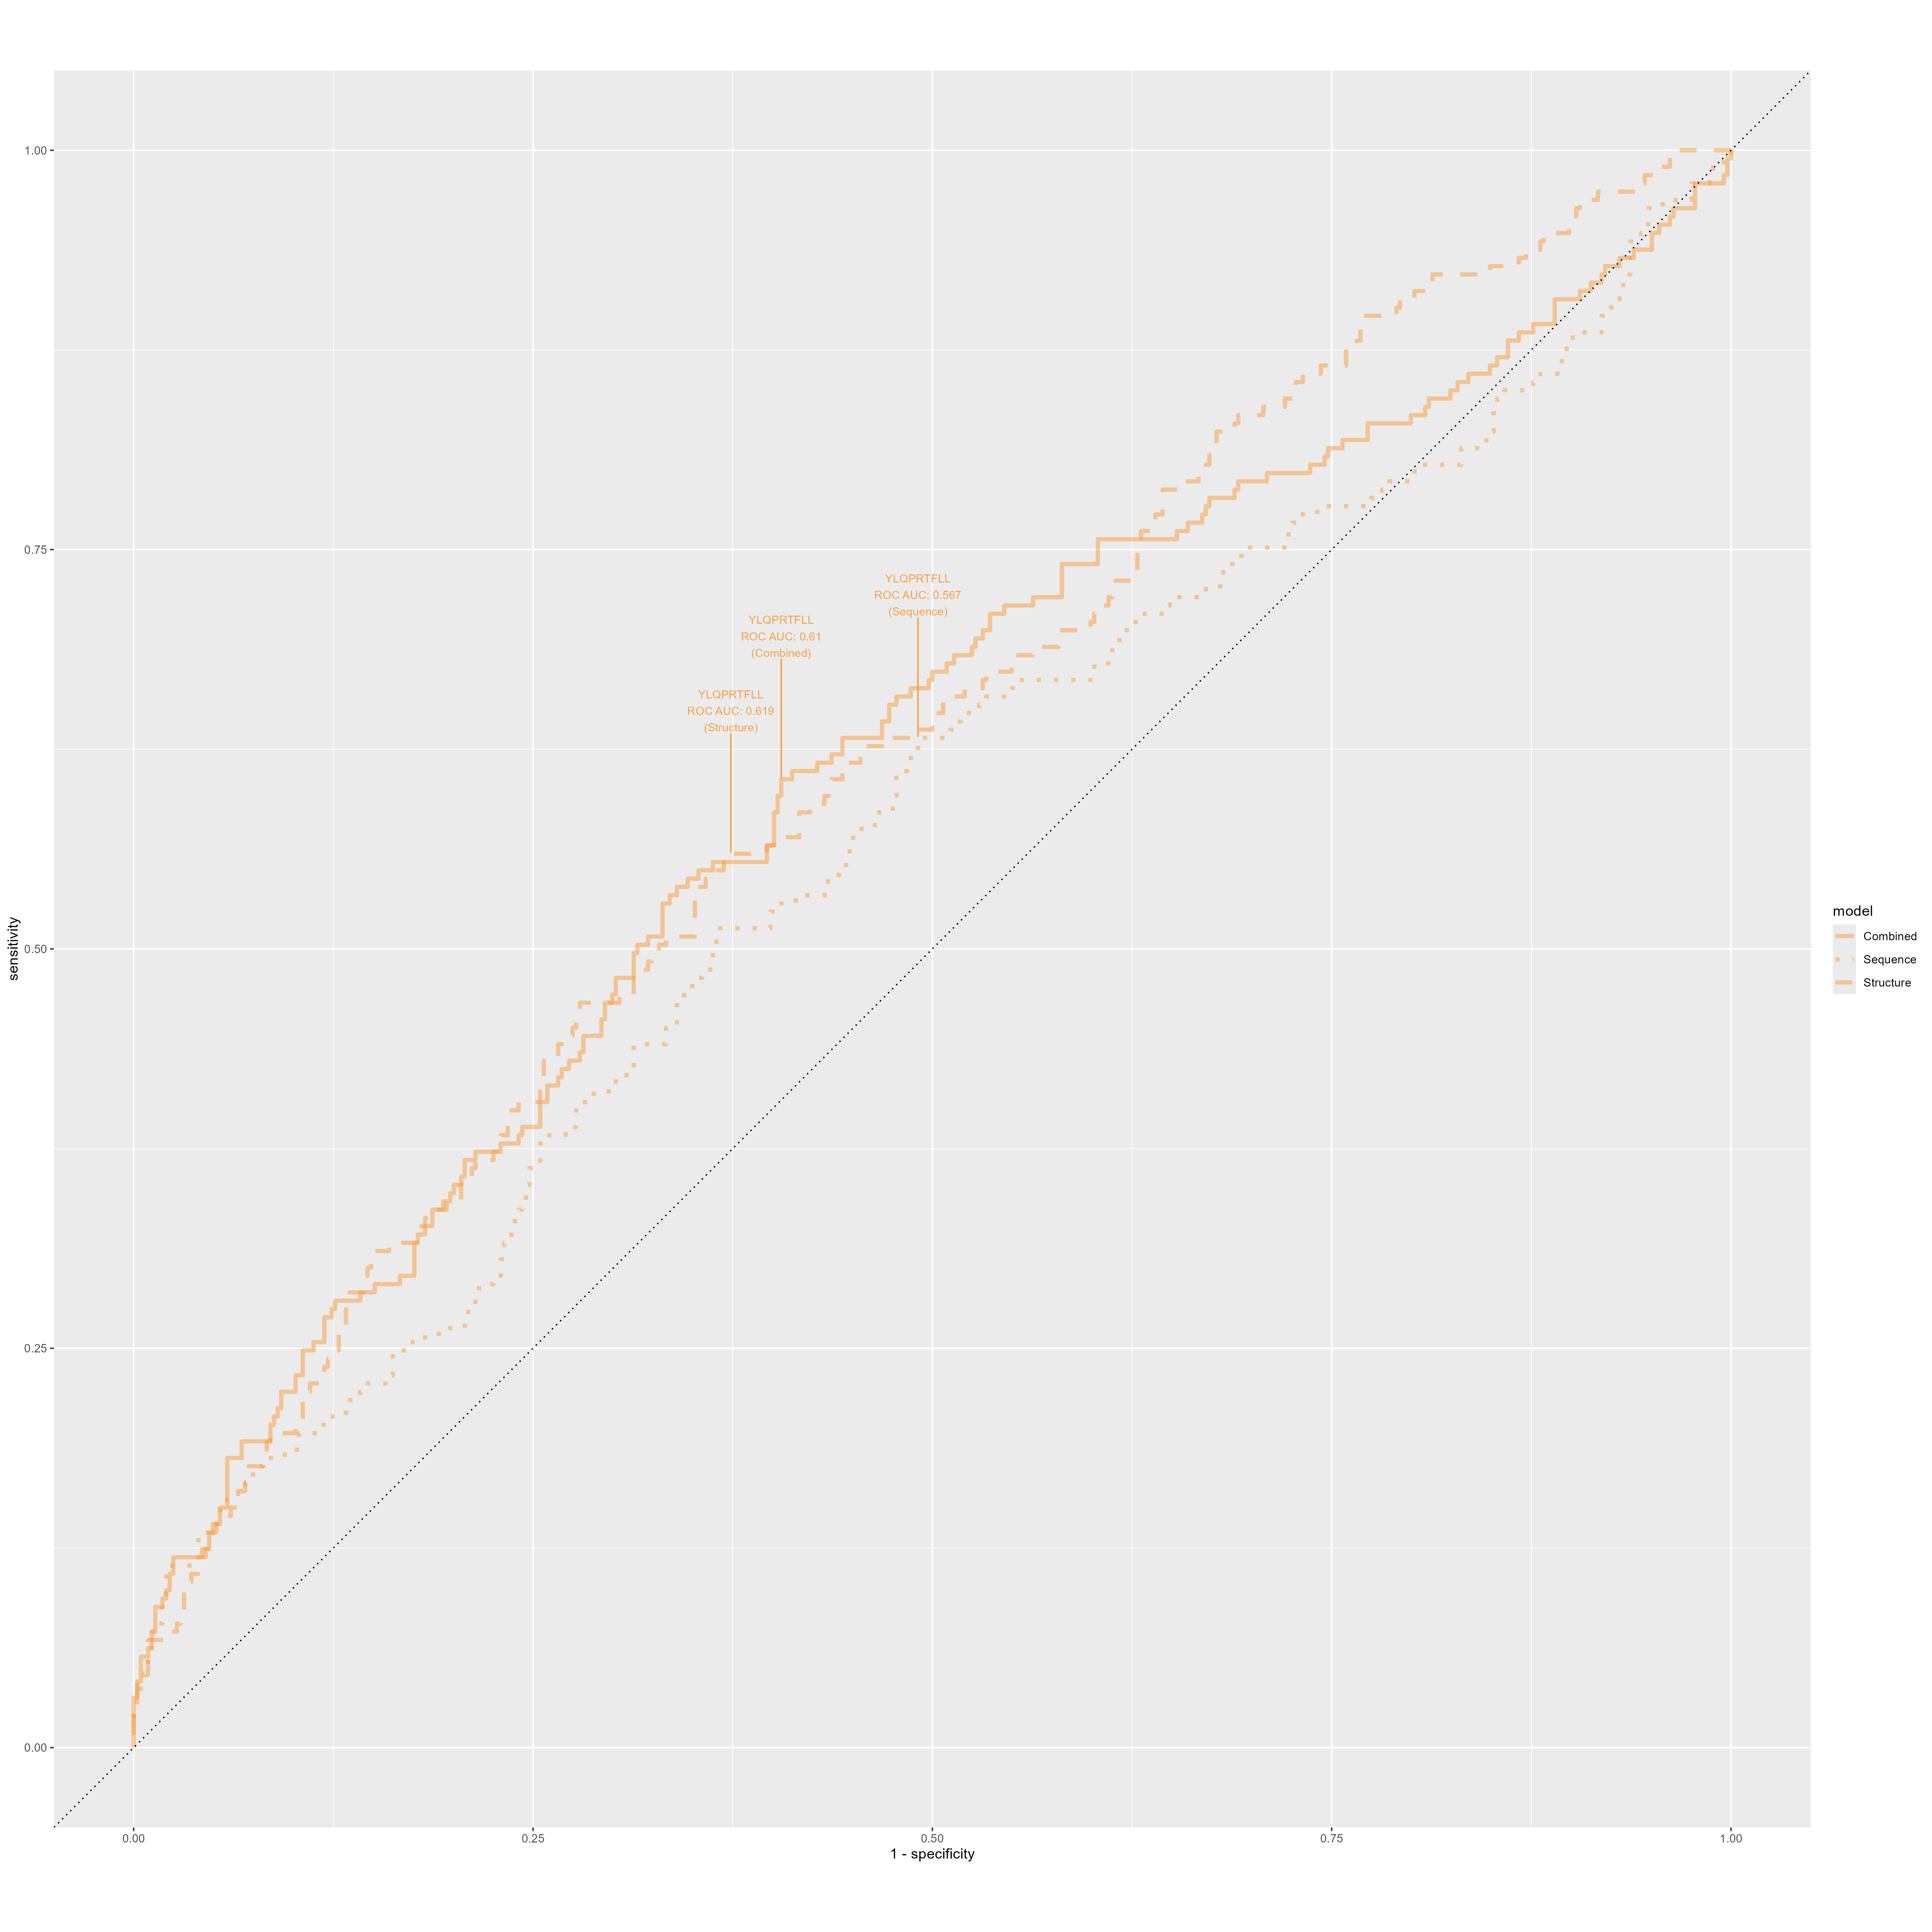 YLQPRTFLL
ROC AUC: 0.567
(Sequence)
YLQPRTFLL
ROC AUC: 0.61
(Combined)
YLQPRTFLL
ROC AUC: 0.619
(Structure)
1.00
0.75
0.50
0.25
0.00
sensitivity
0.00
0.25
0.50
0.75
1.00
1 - specificity
model
Combined
Sequence
Structure